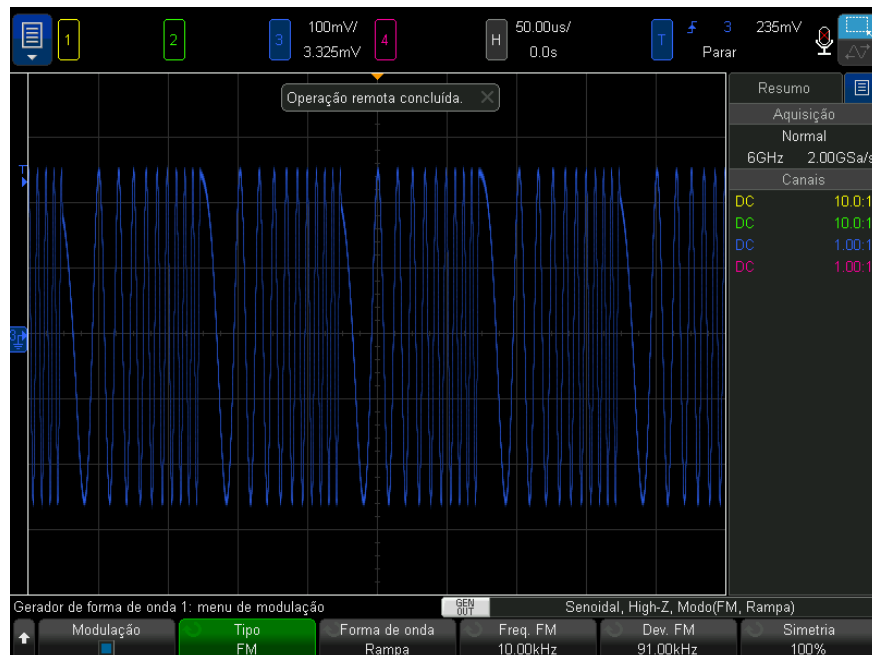 1 2 3 100mV/ 4 H 50.00us/ T 3 235mV
3.325mV 0.0s Parar
Operação remota concluída.
Resumo
Aquisição
Normal
6GHz 2.00GSa/s
Canais
DC 10.0:1
DC 10.0:1
DC 1.00:1
DC 1.00:1
T
3
Gerador de forma de onda 1: menu de modulação GEN OUT Senoidal, High-Z, Modo(FM, Rampa)
Modulação Tipo Forma de onda Freq. FM Dev. FM Simetria
FM Rampa 10.00kHz 91.00kHz 100%